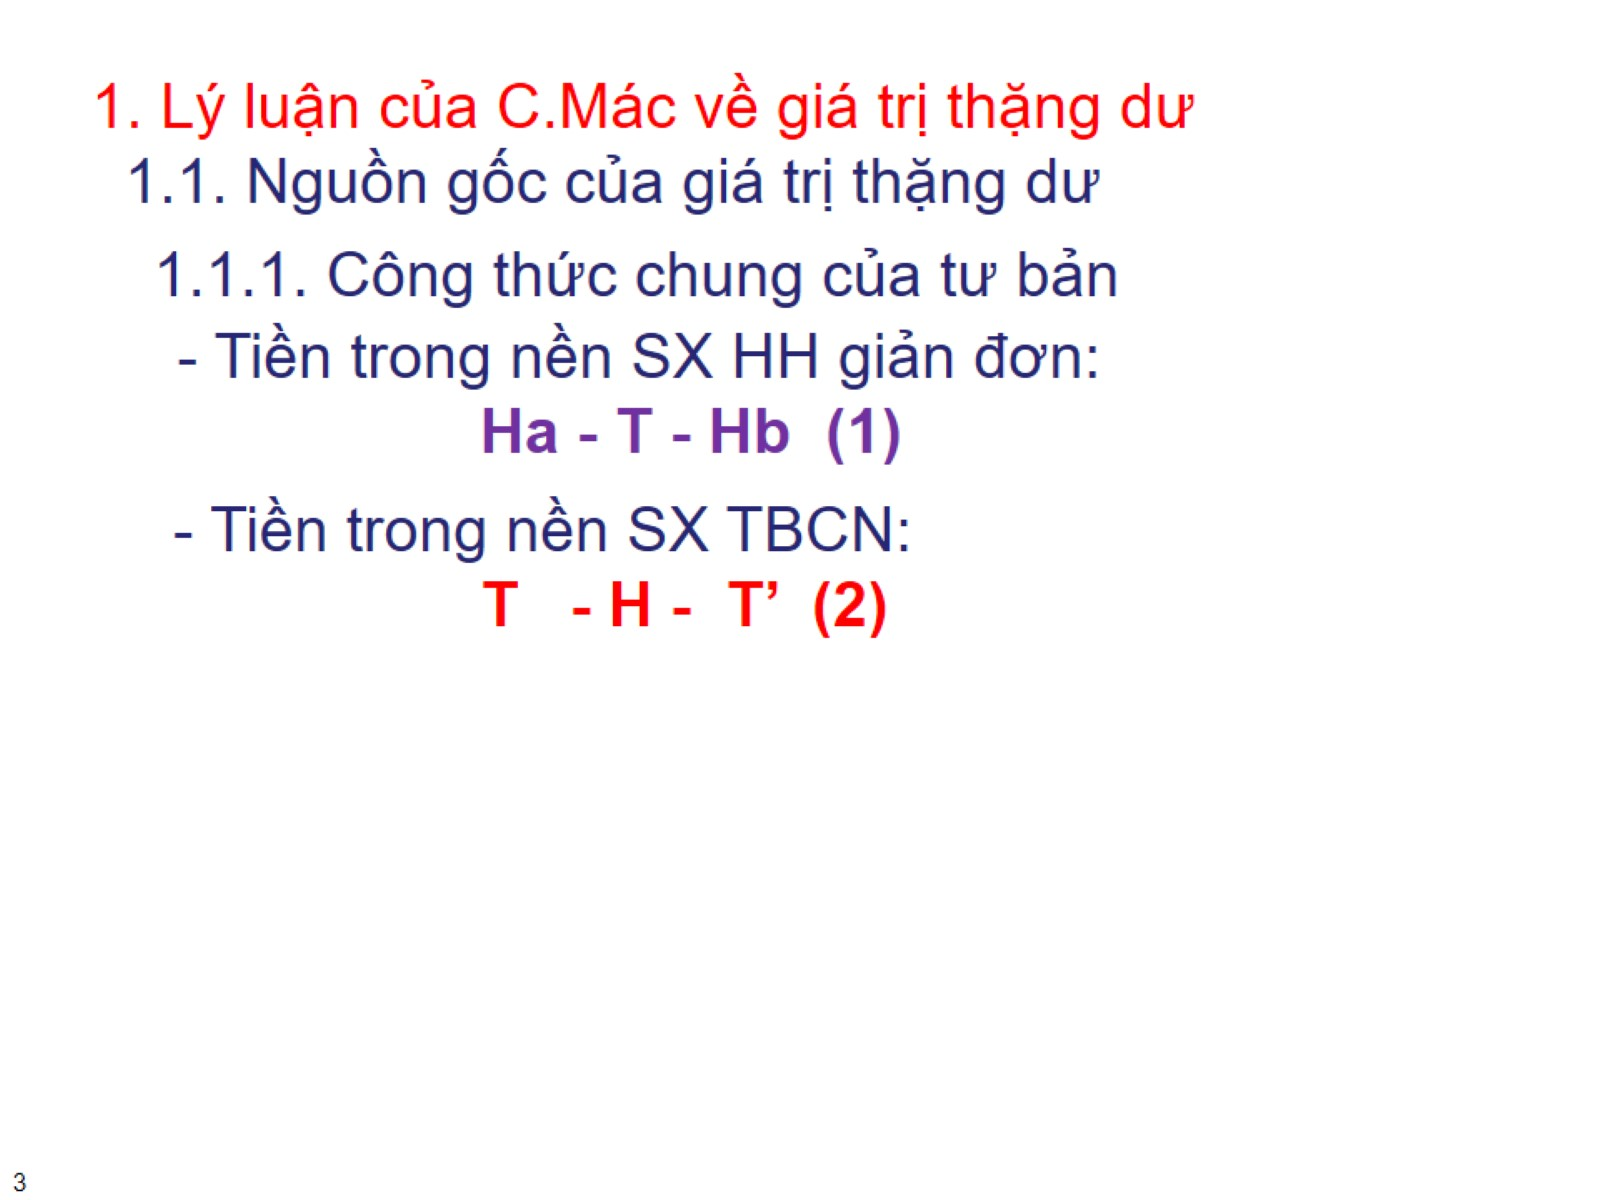 1. Lý luận của C.Mác về giá trị thặng dư
1.1. Nguồn gốc của giá trị thặng dư
1.1.1. Công thức chung của tư bản
- Tiền trong nền SX HH giản đơn:
Ha - T - Hb (1)
- Tiền trong nền SX TBCN:
T - H - T’ (2)
3